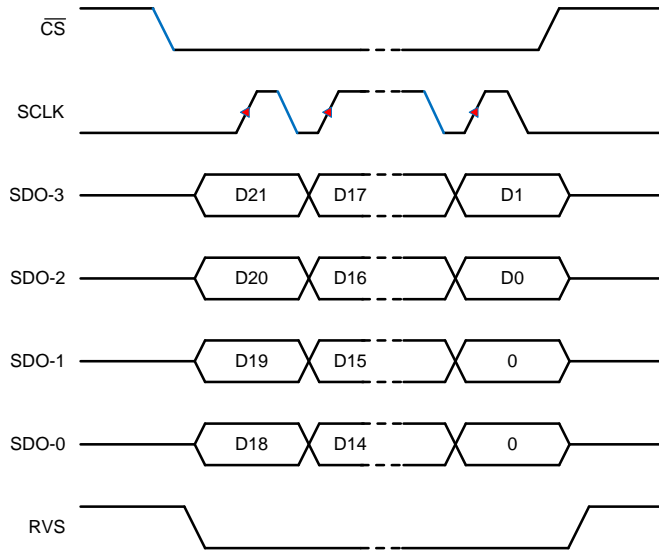 CS
SCLK
SDO-3 D21 D17 D1
SDO-2 D20 D16 D0
SDO-1 D19 D15 0
SDO-0 D18 D14 0
RVS